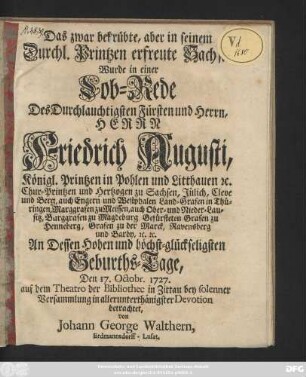 Das zwar bekrübte, aber in seinem
Durchl. Printzen erfreute Sachsen
Wurde in einer
Lob-Rede
Des Durchlauchtigsten Fürsten und Herrn,
HERRN
Friedrich Augusti,
Königl. Printzen in Pohlen und Litthauen ꝛc.
Chur-Printzen und Hertzogen zu Sachsen, Jülich, Cleve
und Berg, auch Engern und Westphalen Land-Grafen in Thü-
ringen, Marggrafen zu Meissen, auch Ober- und Nieder-Lau-
sitz, Burggrafen zu Magdeburg Gefürsteten Grafen zu
Henneberg, Grafen zu der Marck, Ravensberg
und Barby, ꝛc. ꝛc.
An Dessen Hohen und höchst-glückseligsten
Geburths-Tage,
Den 17. Octobr. 1727.
auf dem Theatro der Bibliothec in Zittau bey solenner
Versammlung in allerunterthänigster Devotion
betrachtet,
von
Johann George Walthern,
Vd